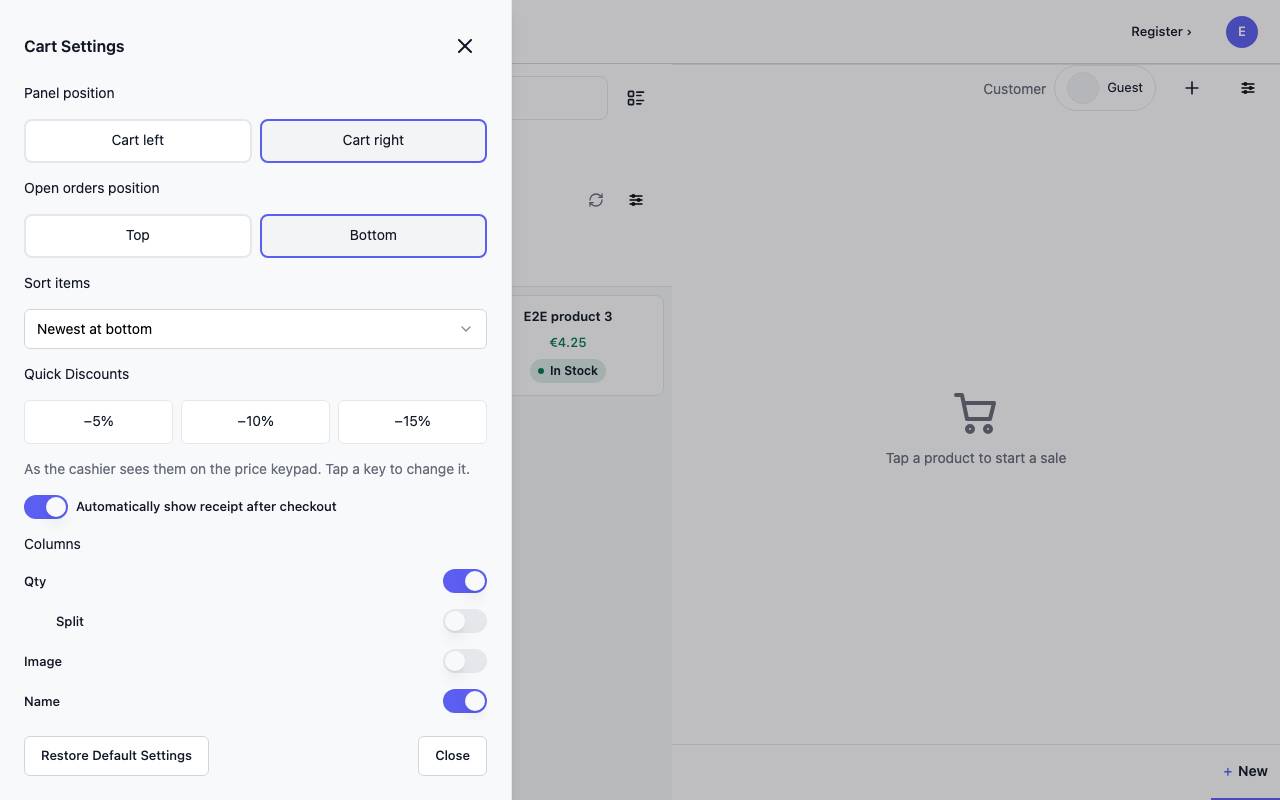 Cart Settings
Panel position
Cart left
Cart right
Open orders position
Top
Bottom
Sort items
Newest at bottom
Quick Discounts
−5%
−10%
−15%
As the cashier sees them on the price keypad. Tap a key to change it.
Automatically show receipt after checkout
Columns
Qty
Split
Image
Name
Restore Default Settings
Close
Register ›
E
Customer
Guest
E2E product 3
€4.25
In Stock
Tap a product to start a sale
+ New